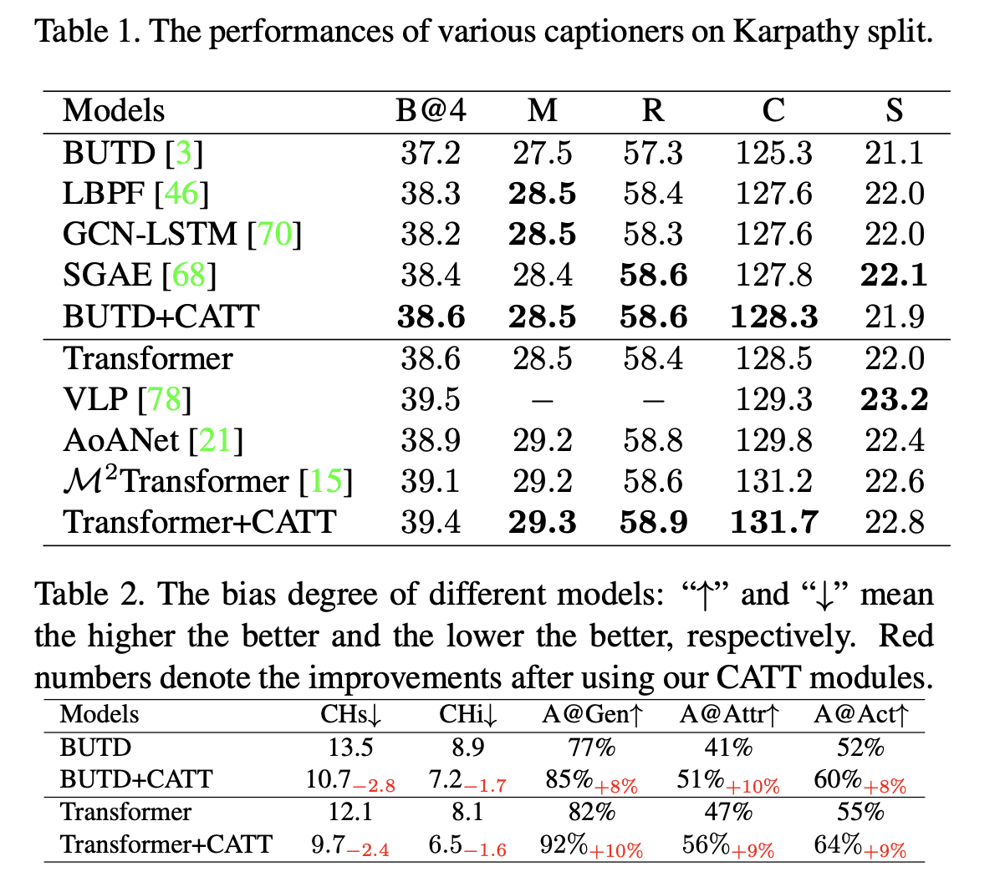 Table 1. The performances of various captioners on Karpathy split.
Models B@4 M R C S
BUTD [3] 37.2 27.5 57.3 125.3 21.1
LBPF [46] 38.3 28.5 58.4 127.6 22.0
GCN-LSTM [70] 38.2 28.5 58.3 127.6 22.0
SGAE [68] 38.4 28.4 58.6 127.8 22.1
BUTD+CATT 38.6 28.5 58.6 128.3 21.9
Transformer 38.6 28.5 58.4 128.5 22.0
VLP [78] 39.5 – – 129.3 23.2
AoANet [21] 38.9 29.2 58.8 129.8 22.4
ℳ²Transformer [15] 39.1 29.2 58.6 131.2 22.6
Transformer+CATT 39.4 29.3 58.9 131.7 22.8
Table 2. The bias degree of different models: “↑” and “↓” mean
the higher the better and the lower the better, respectively. Red
numbers denote the improvements after using our CATT modules.
Models CHs↓ CHi↓ A@Gen↑ A@Attr↑ A@Act↑
BUTD 13.5 8.9 77% 41% 52%
BUTD+CATT 10.7−2.8 7.2−1.7 85%+8% 51%+10% 60%+8%
Transformer 12.1 8.1 82% 47% 55%
Transformer+CATT 9.7−2.4 6.5−1.6 92%+10% 56%+9% 64%+9%